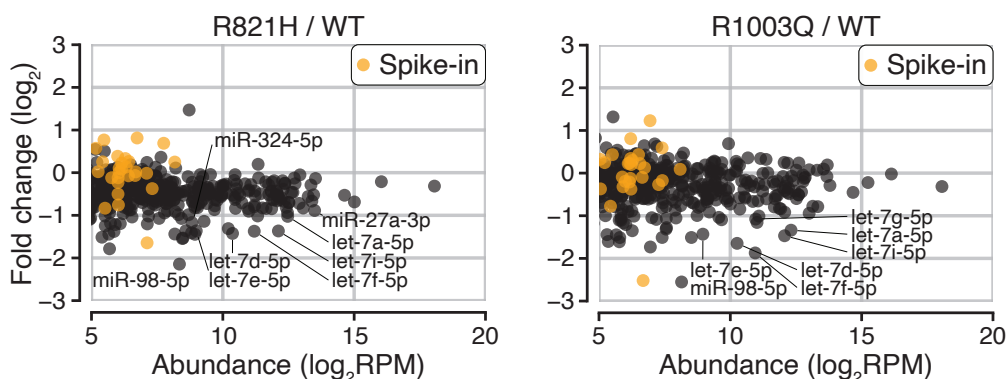 R821H / WT
3
2
1
0
−1
−2
−3
Fold change (log2)
Spike-in
miR-324-5p
miR-27a-3p
let-7a-5p
let-7d-5p
let-7i-5p
miR-98-5p
let-7e-5p
let-7f-5p
5
10
15
20
Abundance (log2RPM)
R1003Q / WT
3
2
1
0
−1
−2
−3
Spike-in
let-7g-5p
let-7a-5p
let-7i-5p
let-7e-5p
let-7d-5p
miR-98-5p
let-7f-5p
5
10
15
20
Abundance (log2RPM)